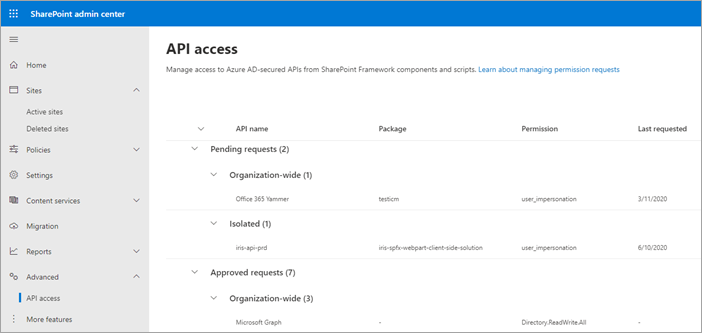 SharePoint admin center
Home
Sites
Active sites
Deleted sites
Policies
Settings
Content services
Migration
Reports
Advanced
API access
More features
API access
Manage access to Azure AD-secured APIs from SharePoint Framework components and scripts. Learn about managing permission requests
API name Package Permission Last requested
Pending requests (2)
Organization-wide (1)
Office 365 Yammer testicm user_impersonation 3/11/2020
Isolated (1)
iris-api-prd iris-spfx-webpart-client-side-solution user_impersonation 6/10/2020
Approved requests (7)
Organization-wide (3)
Microsoft Graph - Directory.ReadWrite.All -